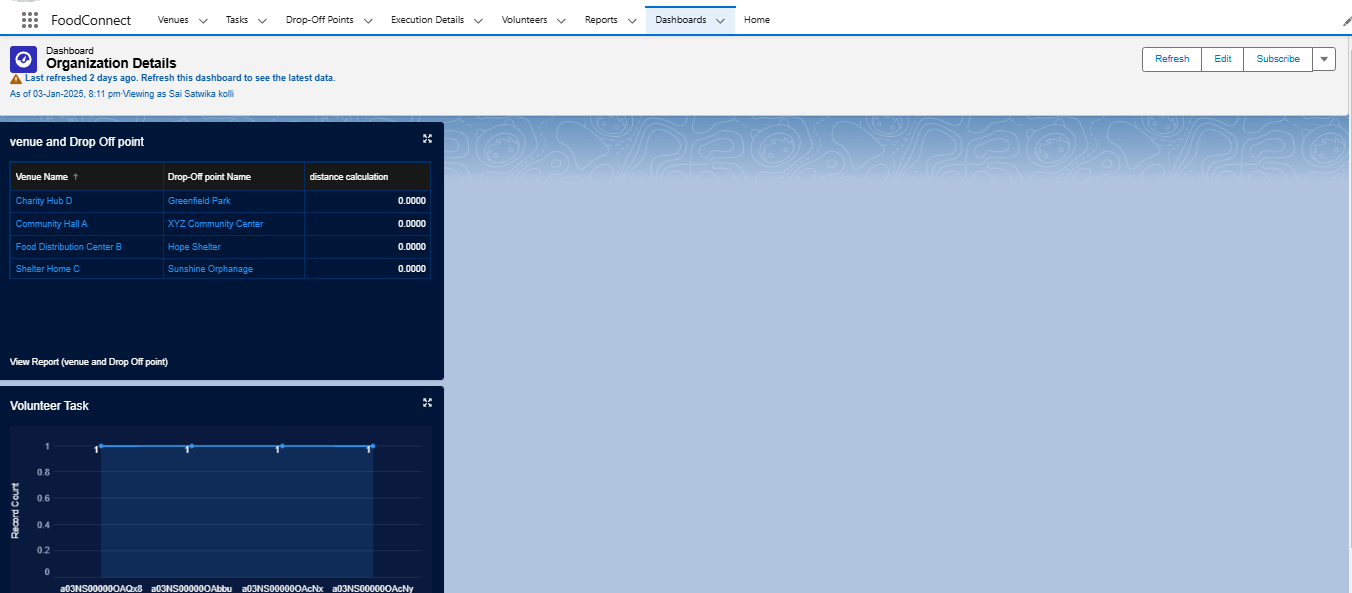 FoodConnect Venues Tasks Drop-Off Points Execution Details Volunteers Reports Dashboards Home
Dashboard
Organization Details
Last refreshed 2 days ago. Refresh this dashboard to see the latest data.
As of 03-Jan-2025, 8:11 pm·Viewing as Sai Satwika kolli
Refresh Edit Subscribe
venue and Drop Off point
Venue Name ↑ Drop-Off point Name distance calculation
Charity Hub D Greenfield Park 0.0000
Community Hall A XYZ Community Center 0.0000
Food Distribution Center B Hope Shelter 0.0000
Shelter Home C Sunshine Orphanage 0.0000
View Report (venue and Drop Off point)
Volunteer Task
Record Count
1
0.8
0.6
0.4
0.2
0
1 1 1 1
a03NS00000OAQx8 a03NS00000OAbbu a03NS00000OAcNx a03NS00000OAcNy